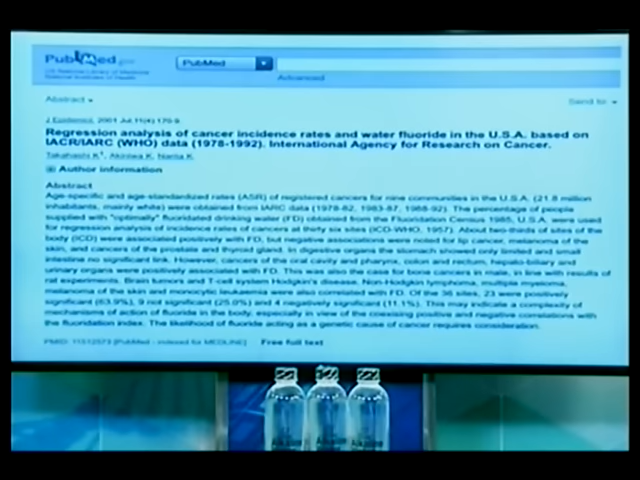 PubMed.gov
US National Library of Medicine
National Institutes of Health
PubMed
Advanced
Abstract
Send to:
J Epidemiol. 2001 Jul;11(4):170-9.
Regression analysis of cancer incidence rates and water fluoride in the U.S.A. based on
IACR/IARC (WHO) data (1978-1992). International Agency for Research on Cancer.
Takahashi K1, Akiniwa K, Narita K.
Author information
Abstract
Age-specific and age-standardized rates (ASR) of registered cancers for nine communities in the U.S.A. (21.8 million
inhabitants, mainly white) were obtained from IARC data (1978-82, 1983-87, 1988-92). The percentage of people
supplied with "optimally" fluoridated drinking water (FD) obtained from the Fluoridation Census 1985, U.S.A. were used
for regression analysis of incidence rates of cancers at thirty six sites (ICD-WHO, 1957). About two-thirds of sites of the
body (ICD) were associated positively with FD, but negative associations were noted for lip cancer, melanoma of the
skin, and cancers of the prostate and thyroid gland. In digestive organs the stomach showed only limited and small
intestine no significant link. However, cancers of the oral cavity and pharynx, colon and rectum, hepato-biliary and
urinary organs were positively associated with FD. This was also the case for bone cancers in male, in line with results of
rat experiments. Brain tumors and T-cell system Hodgkin's disease, Non-Hodgkin lymphoma, multiple myeloma,
melanoma of the skin and monocytic leukaemia were also correlated with FD. Of the 36 sites, 23 were positively
significant (63.9%), 9 not significant (25.0%) and 4 negatively significant (11.1%). This may indicate a complexity of
mechanisms of action of fluoride in the body, especially in view of the coexisting positive and negative correlations with
the fluoridation index. The likelihood of fluoride acting as a genetic cause of cancer requires consideration.
PMID: 11512573 [PubMed - indexed for MEDLINE] Free full text
Alkaline
Alkaline
Alkaline